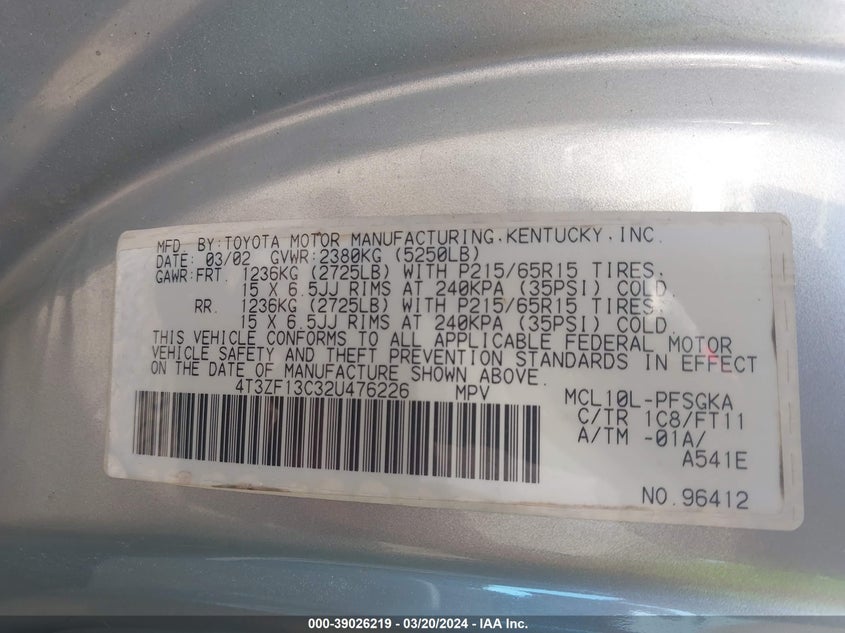 MFD. BY:TOYOTA MOTOR MANUFACTURING,KENTUCKY,INC.
DATE: 03/02 GVWR:2380KG (5250LB)
GAWR:FRT. 1236KG (2725LB) WITH P215/65R15 TIRES.
15 X 6.5JJ RIMS AT 240KPA (35PSI) COLD.
RR. 1236KG (2725LB) WITH P215/65R15 TIRES.
15 X 6.5JJ RIMS AT 240KPA (35PSI) COLD.
THIS VEHICLE CONFORMS TO ALL APPLICABLE FEDERAL MOTOR
VEHICLE SAFETY AND THEFT PREVENTION STANDARDS IN EFFECT
ON THE DATE OF MANUFACTURE SHOWN ABOVE.
4T3ZF13C32U476226 MPV
MCL10L-PFSGKA
C/TR 1C8/FT11
A/TM -01A/
A541E
NO.96412
000-39026219 - 03/20/2024 - IAA Inc.